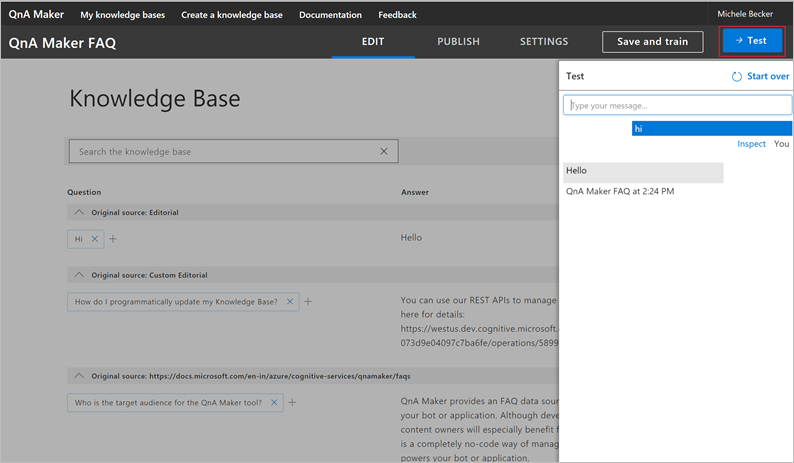 QnA Maker My knowledge bases Create a knowledge base Documentation Feedback Michele Becker
QnA Maker FAQ EDIT PUBLISH SETTINGS Save and train → Test
Knowledge Base
Search the knowledge base
Question Answer
Original source: Editorial
Hi Hello
Original source: Custom Editorial
How do I programmatically update my Knowledge Base?
You can use our REST APIs to manage
here for details:
https://westus.dev.cognitive.microsoft.
073d9e04097c7ba6fe/operations/5899
Original source: https://docs.microsoft.com/en-in/azure/cognitive-services/qnamaker/faqs
Who is the target audience for the QnA Maker tool?
QnA Maker provides an FAQ data sour
your bot or application. Although deve
content owners will especially benefit f
is a completely no-code way of manag
powers your bot or application.
Test Start over
Type your message...
hi
Inspect You
Hello
QnA Maker FAQ at 2:24 PM